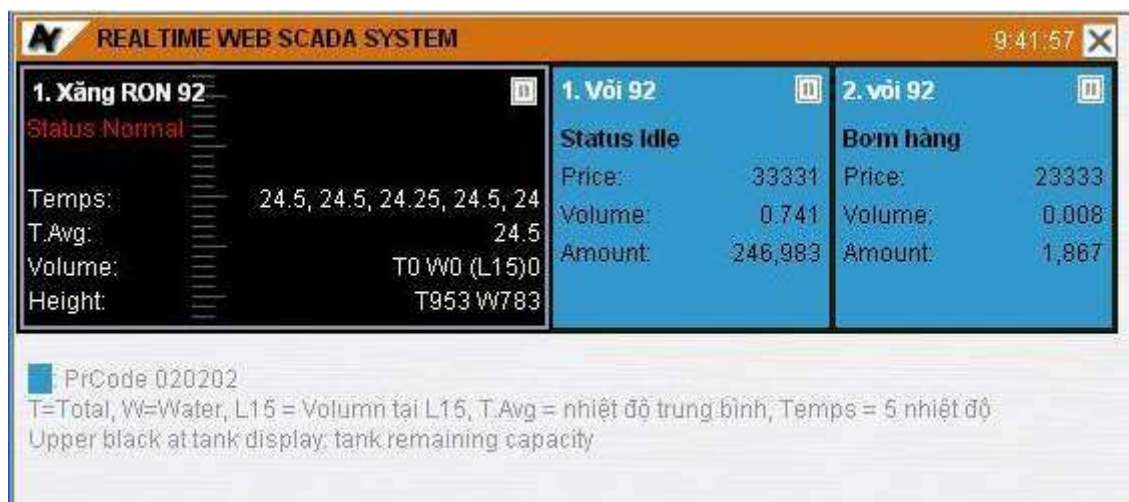 REALTIME WEB SCADA SYSTEM 9:41:57
1. Xăng RON 92
Status Normal
Temps: 24.5, 24.5, 24.25, 24.5, 24
T.Avg: 24.5
Volume: T0 W0 (L15)0
Height: T953 W783
1. Vòi 92
Status Idle
Price: 33331
Volume: 0.741
Amount: 246,983
2. vòi 92
Bơm hàng
Price: 23333
Volume: 0.008
Amount: 1,867
PrCode 020202
T=Total, W=Water, L15 = Volumn tại L15, T.Avg = nhiệt độ trung bình, Temps = 5 nhiệt độ
Upper black at tank display: tank remaining capacity